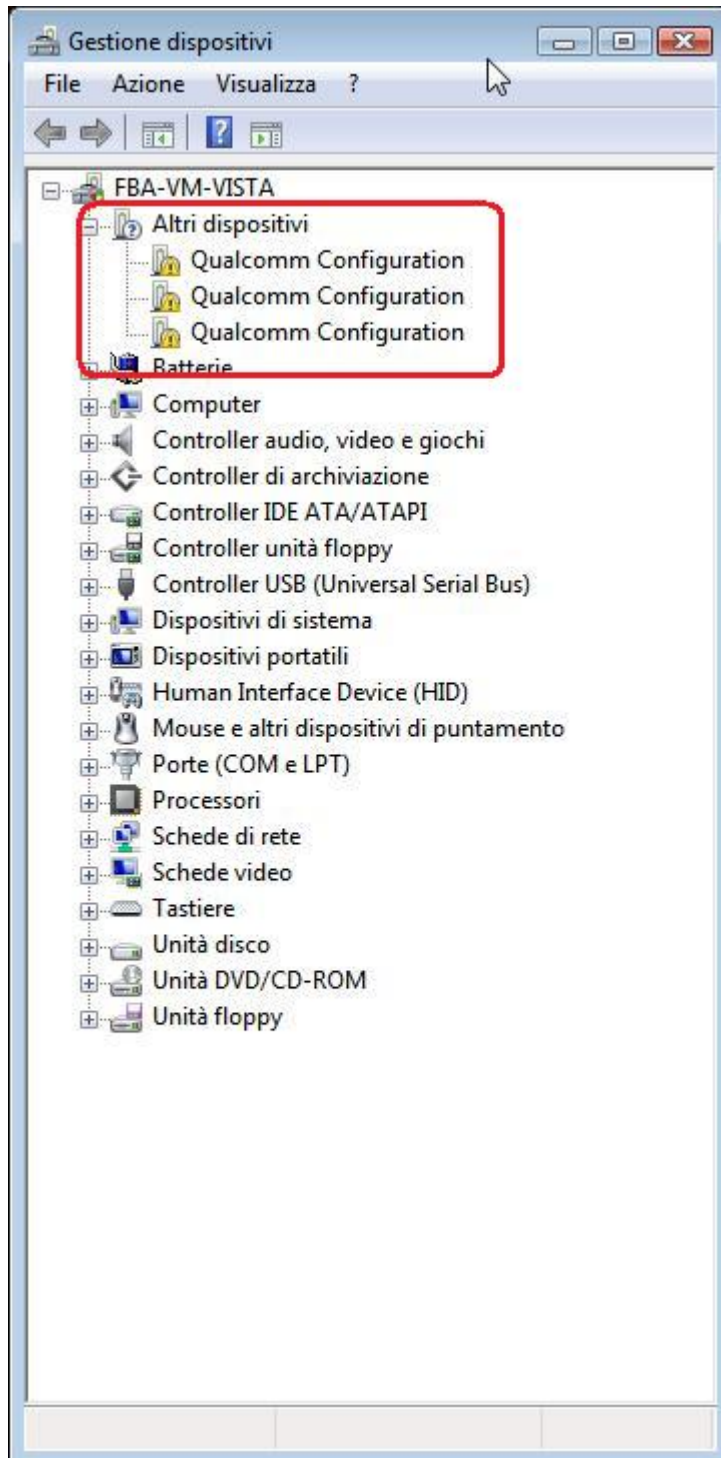 Gestione dispositivi
File Azione Visualizza ?
FBA-VM-VISTA
Altri dispositivi
Qualcomm Configuration
Qualcomm Configuration
Qualcomm Configuration
Batterie
Computer
Controller audio, video e giochi
Controller di archiviazione
Controller IDE ATA/ATAPI
Controller unità floppy
Controller USB (Universal Serial Bus)
Dispositivi di sistema
Dispositivi portatili
Human Interface Device (HID)
Mouse e altri dispositivi di puntamento
Porte (COM e LPT)
Processori
Schede di rete
Schede video
Tastiere
Unità disco
Unità DVD/CD-ROM
Unità floppy